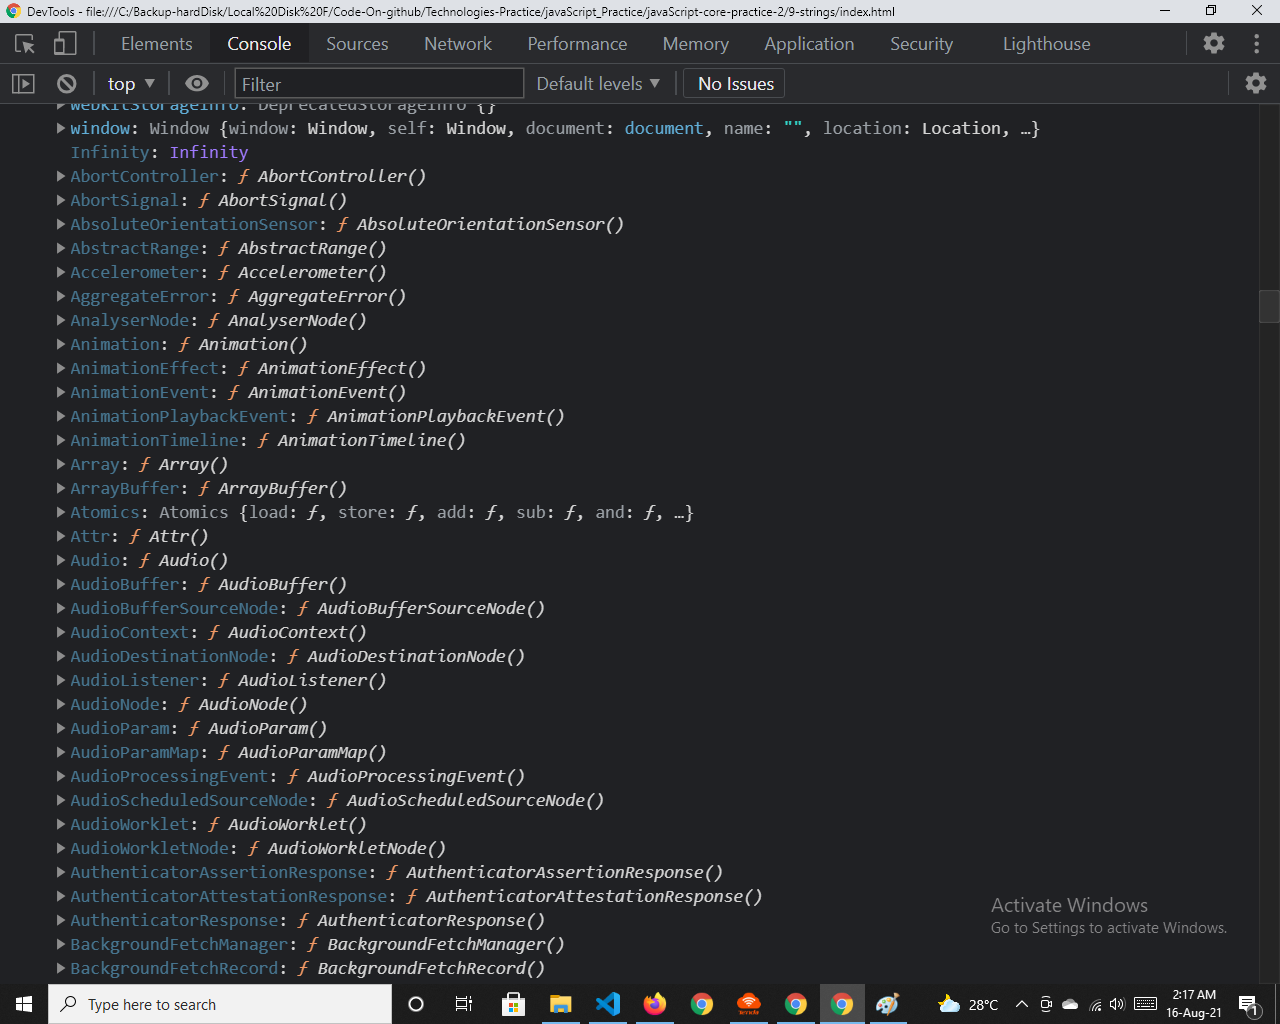 DevTools - file:///C:/Backup-hardDisk/Local%20Disk%20F/Code-On-github/Technologies-Practice/javaScript_Practice/javaScript-core-practice-2/9-strings/index.html
Elements Console Sources Network Performance Memory Application Security Lighthouse
top Filter Default levels No Issues
webkitStorageInfo: DeprecatedStorageInfo {}
window: Window {window: Window, self: Window, document: document, name: "", location: Location, …}
Infinity: Infinity
AbortController: ƒ AbortController()
AbortSignal: ƒ AbortSignal()
AbsoluteOrientationSensor: ƒ AbsoluteOrientationSensor()
AbstractRange: ƒ AbstractRange()
Accelerometer: ƒ Accelerometer()
AggregateError: ƒ AggregateError()
AnalyserNode: ƒ AnalyserNode()
Animation: ƒ Animation()
AnimationEffect: ƒ AnimationEffect()
AnimationEvent: ƒ AnimationEvent()
AnimationPlaybackEvent: ƒ AnimationPlaybackEvent()
AnimationTimeline: ƒ AnimationTimeline()
Array: ƒ Array()
ArrayBuffer: ƒ ArrayBuffer()
Atomics: Atomics {load: ƒ, store: ƒ, add: ƒ, sub: ƒ, and: ƒ, …}
Attr: ƒ Attr()
Audio: ƒ Audio()
AudioBuffer: ƒ AudioBuffer()
AudioBufferSourceNode: ƒ AudioBufferSourceNode()
AudioContext: ƒ AudioContext()
AudioDestinationNode: ƒ AudioDestinationNode()
AudioListener: ƒ AudioListener()
AudioNode: ƒ AudioNode()
AudioParam: ƒ AudioParam()
AudioParamMap: ƒ AudioParamMap()
AudioProcessingEvent: ƒ AudioProcessingEvent()
AudioScheduledSourceNode: ƒ AudioScheduledSourceNode()
AudioWorklet: ƒ AudioWorklet()
AudioWorkletNode: ƒ AudioWorkletNode()
AuthenticatorAssertionResponse: ƒ AuthenticatorAssertionResponse()
AuthenticatorAttestationResponse: ƒ AuthenticatorAttestationResponse()
AuthenticatorResponse: ƒ AuthenticatorResponse()
BackgroundFetchManager: ƒ BackgroundFetchManager()
BackgroundFetchRecord: ƒ BackgroundFetchRecord()
Activate Windows
Go to Settings to activate Windows.
Type here to search
28°C
2:17 AM
16-Aug-21
1